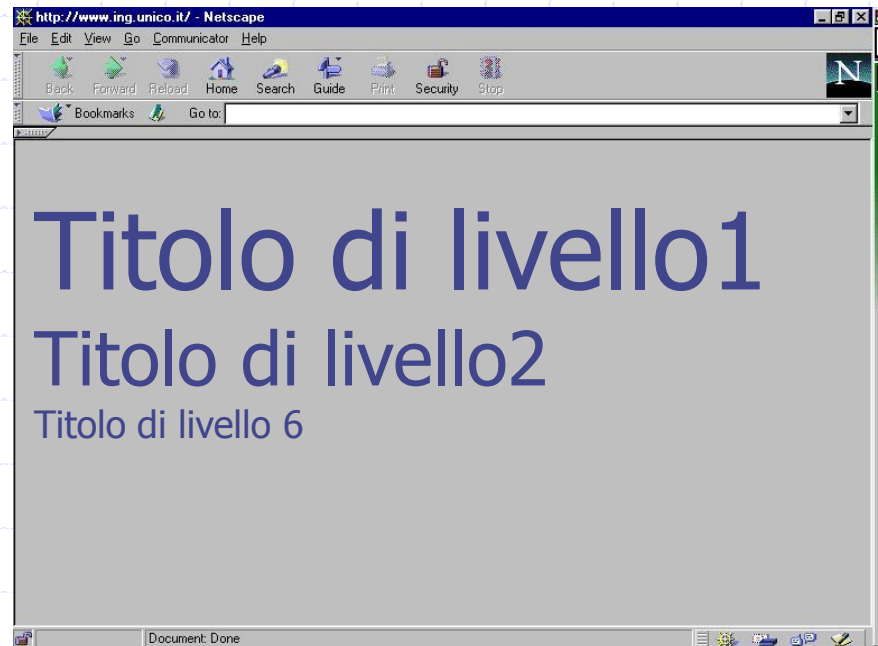 http://www.ing.unico.it/ - Netscape
File Edit View Go Communicator Help
Back Forward Reload Home Search Guide Print Security Stop
N
Bookmarks Go to:
Titolo di livello1
Titolo di livello2
Titolo di livello 6
Document: Done